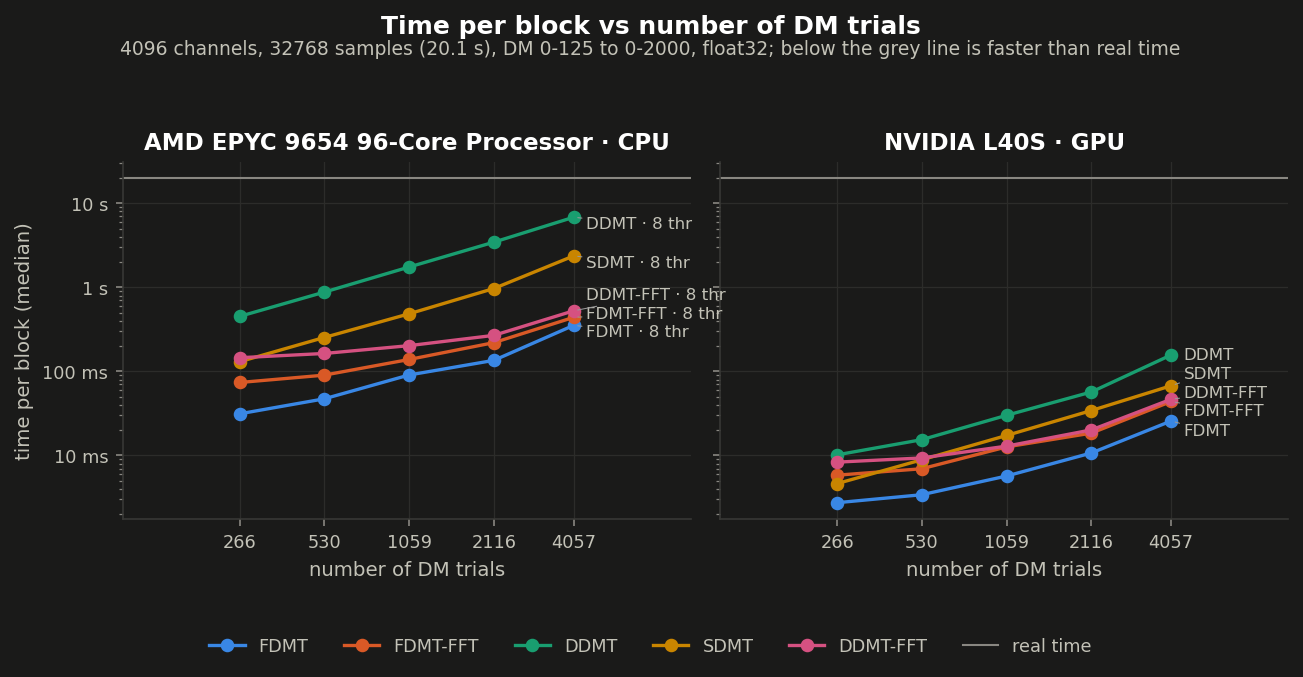 Time per block vs number of DM trials
4096 channels, 32768 samples (20.1 s), DM 0-125 to 0-2000, float32; below the grey line is faster than real time
AMD EPYC 9654 96-Core Processor · CPU
time per block (median)
10 s
1 s
100 ms
10 ms
DDMT · 8 thr
SDMT · 8 thr
DDMT-FFT · 8 thr
FDMT-FFT · 8 thr
FDMT · 8 thr
266 530 1059 2116 4057
number of DM trials
NVIDIA L40S · GPU
DDMT
SDMT
DDMT-FFT
FDMT-FFT
FDMT
266 530 1059 2116 4057
number of DM trials
FDMT FDMT-FFT DDMT SDMT DDMT-FFT real time